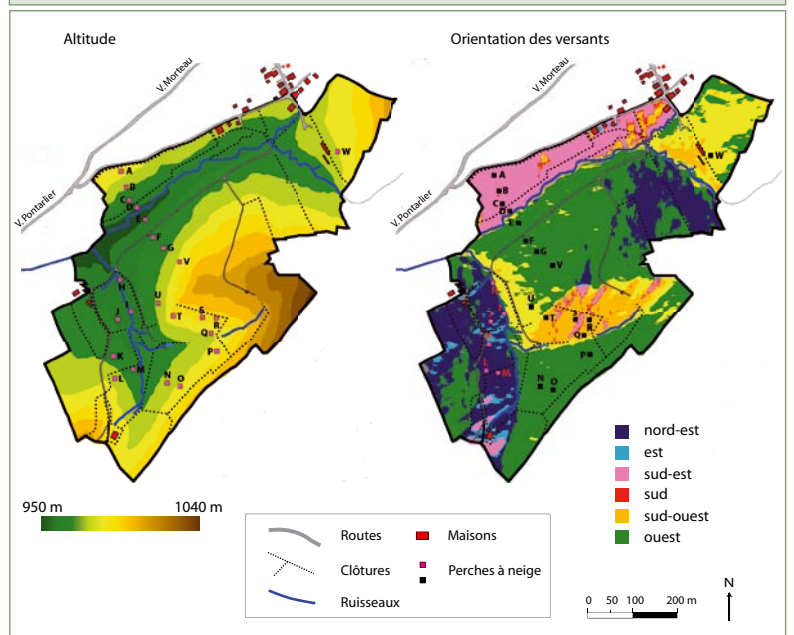 Altitude
Orientation des versants
V. Morteau
V. Morteau
V. Pontarlier
V. Pontarlier
A
B
C
D
E
F
G
V
W
H
I
J
U
T
S
R
Q
P
K
L
M
N
O
A
B
C
D
E
F
G
V
W
U
T
S
R
Q
P
M
N
O
950 m
1040 m
nord-est
est
sud-est
sud
sud-ouest
ouest
Routes
Maisons
Clôtures
Perches à neige
Ruisseaux
0 50 100 200 m
N